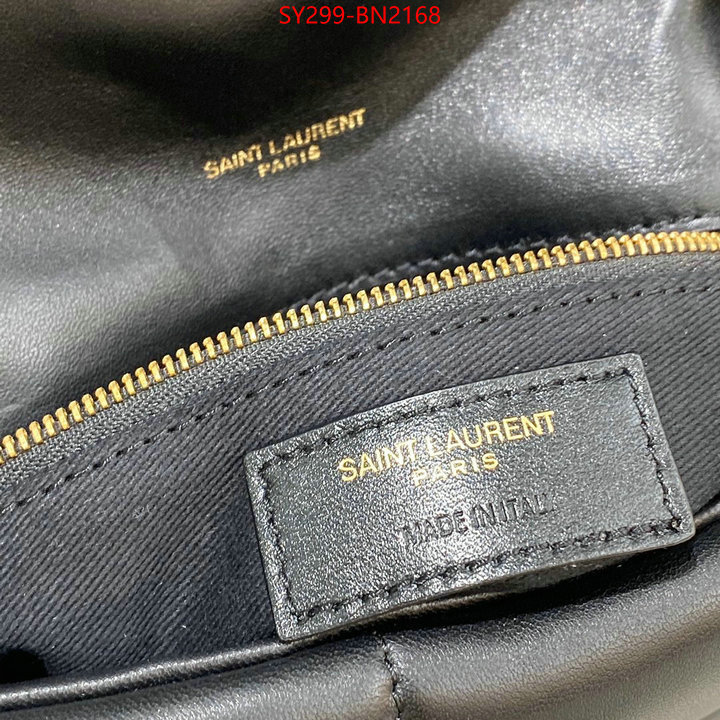 SY299-BN2168
SAINT LAURENT
PARIS
SAINT LAURENT
PARIS
MADE IN ITALY